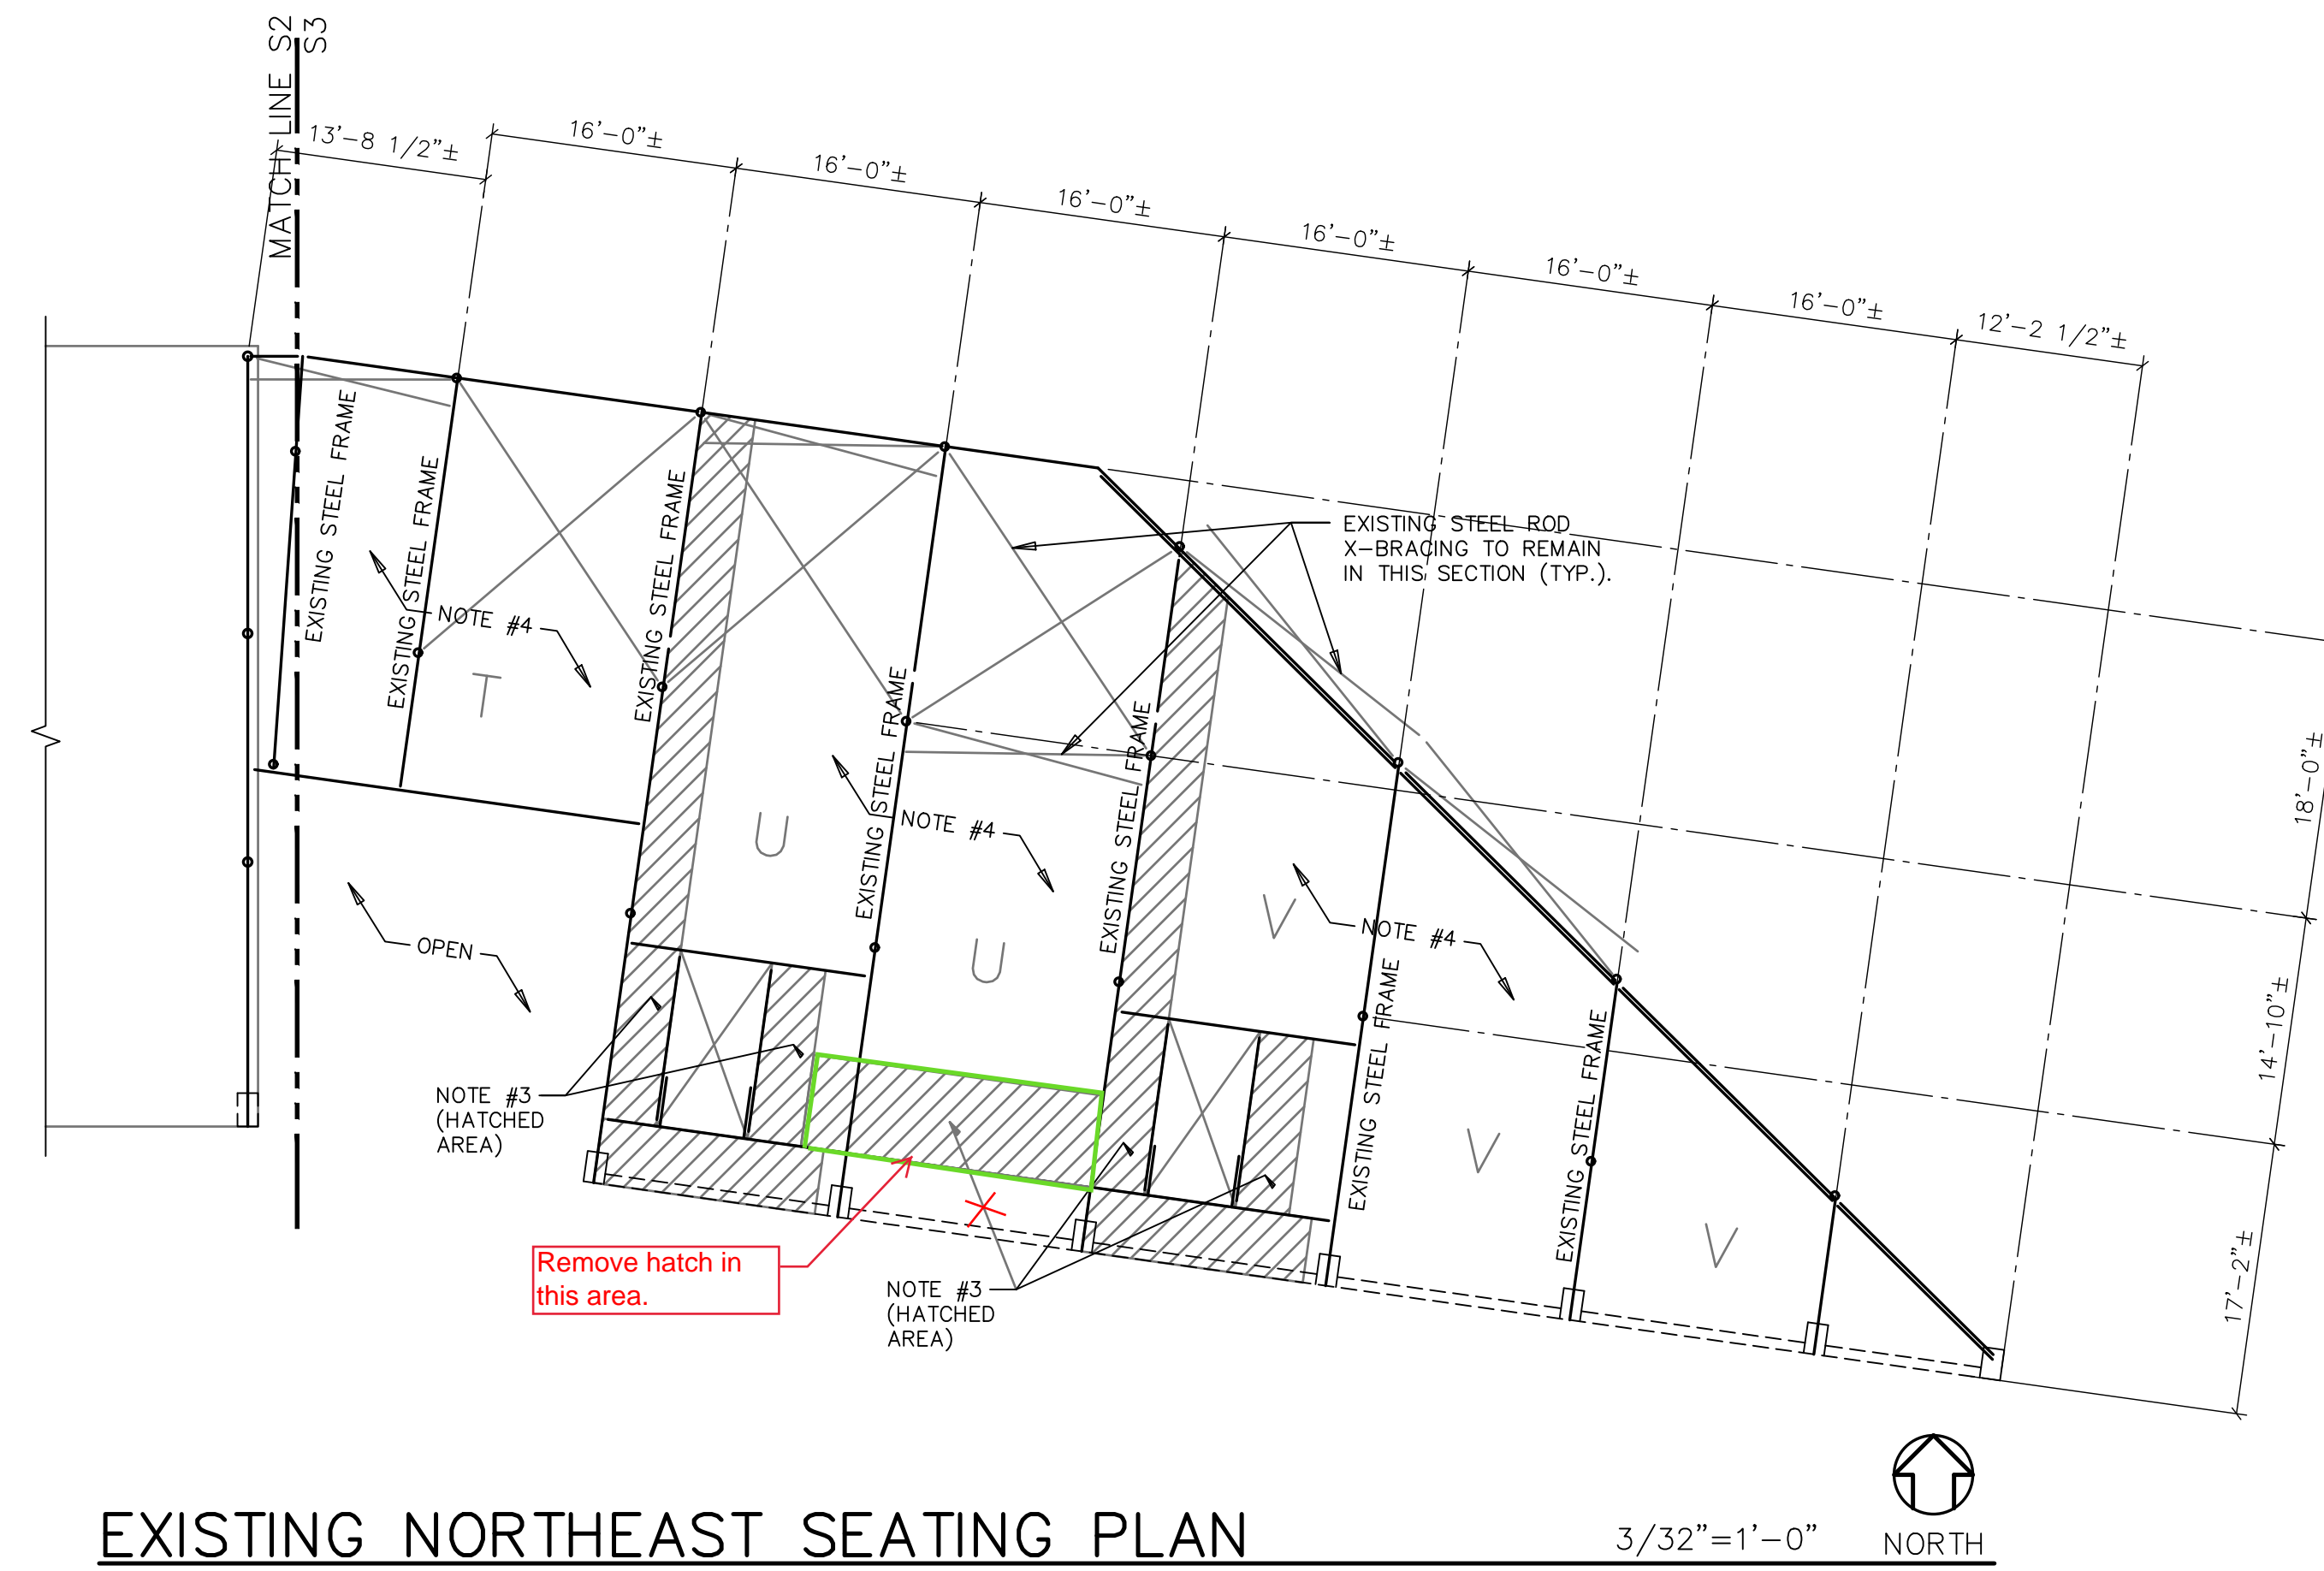 MATCH LINE S2
S3
13'-8 1/2"±
16'-0"±
16'-0"±
16'-0"±
16'-0"±
16'-0"±
16'-0"±
12'-2 1/2"±
EXISTING STEEL FRAME
EXISTING STEEL FRAME
EXISTING STEEL FRAME
EXISTING STEEL FRAME
EXISTING STEEL FRAME
EXISTING STEEL FRAME
EXISTING STEEL FRAME
EXISTING STEEL ROD
X-BRACING TO REMAIN
IN THIS SECTION (TYP.).
NOTE #4
T
U
NOTE #4
U
V
NOTE #4
V
V
OPEN
18'-0"±
14'-10"±
17'-2"±
NOTE #3
(HATCHED
AREA)
Remove hatch in
this area.
NOTE #3
(HATCHED
AREA)
EXISTING NORTHEAST SEATING PLAN
3/32"=1'-0"
NORTH